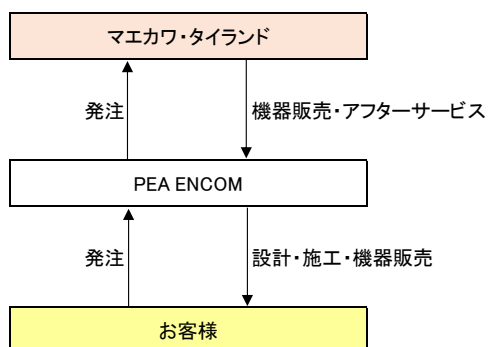 マエカワ・タイランド
発注
機器販売・アフターサービス
PEA ENCOM
発注
設計・施工・機器販売
お客様